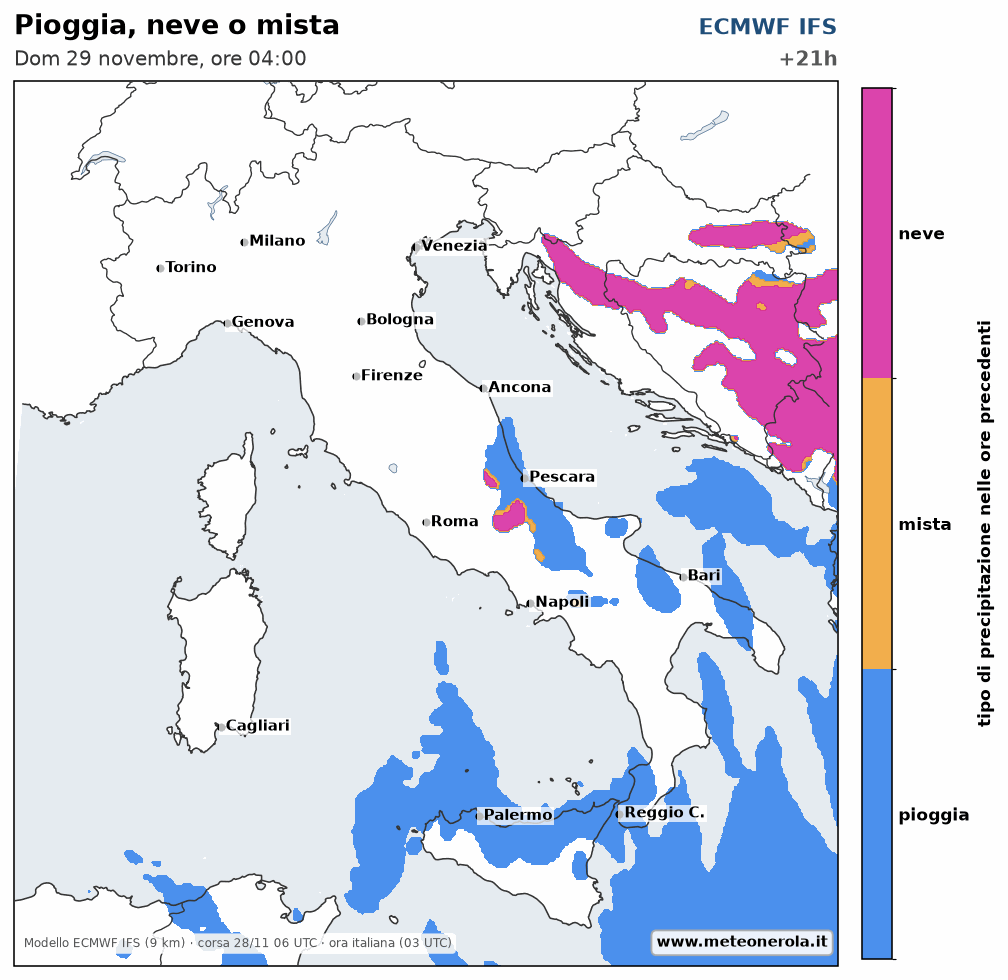 Pioggia, neve o mista
ECMWF IFS
Dom 29 novembre, ore 04:00
+21h
neve
mista
pioggia
tipo di precipitazione nelle ore precedenti
Milano
Venezia
Torino
Genova
Bologna
Firenze
Ancona
Pescara
Roma
Bari
Napoli
Cagliari
Palermo
Reggio C.
Modello ECMWF IFS (9 km) · corsa 28/11 06 UTC · ora italiana (03 UTC)
www.meteonerola.it